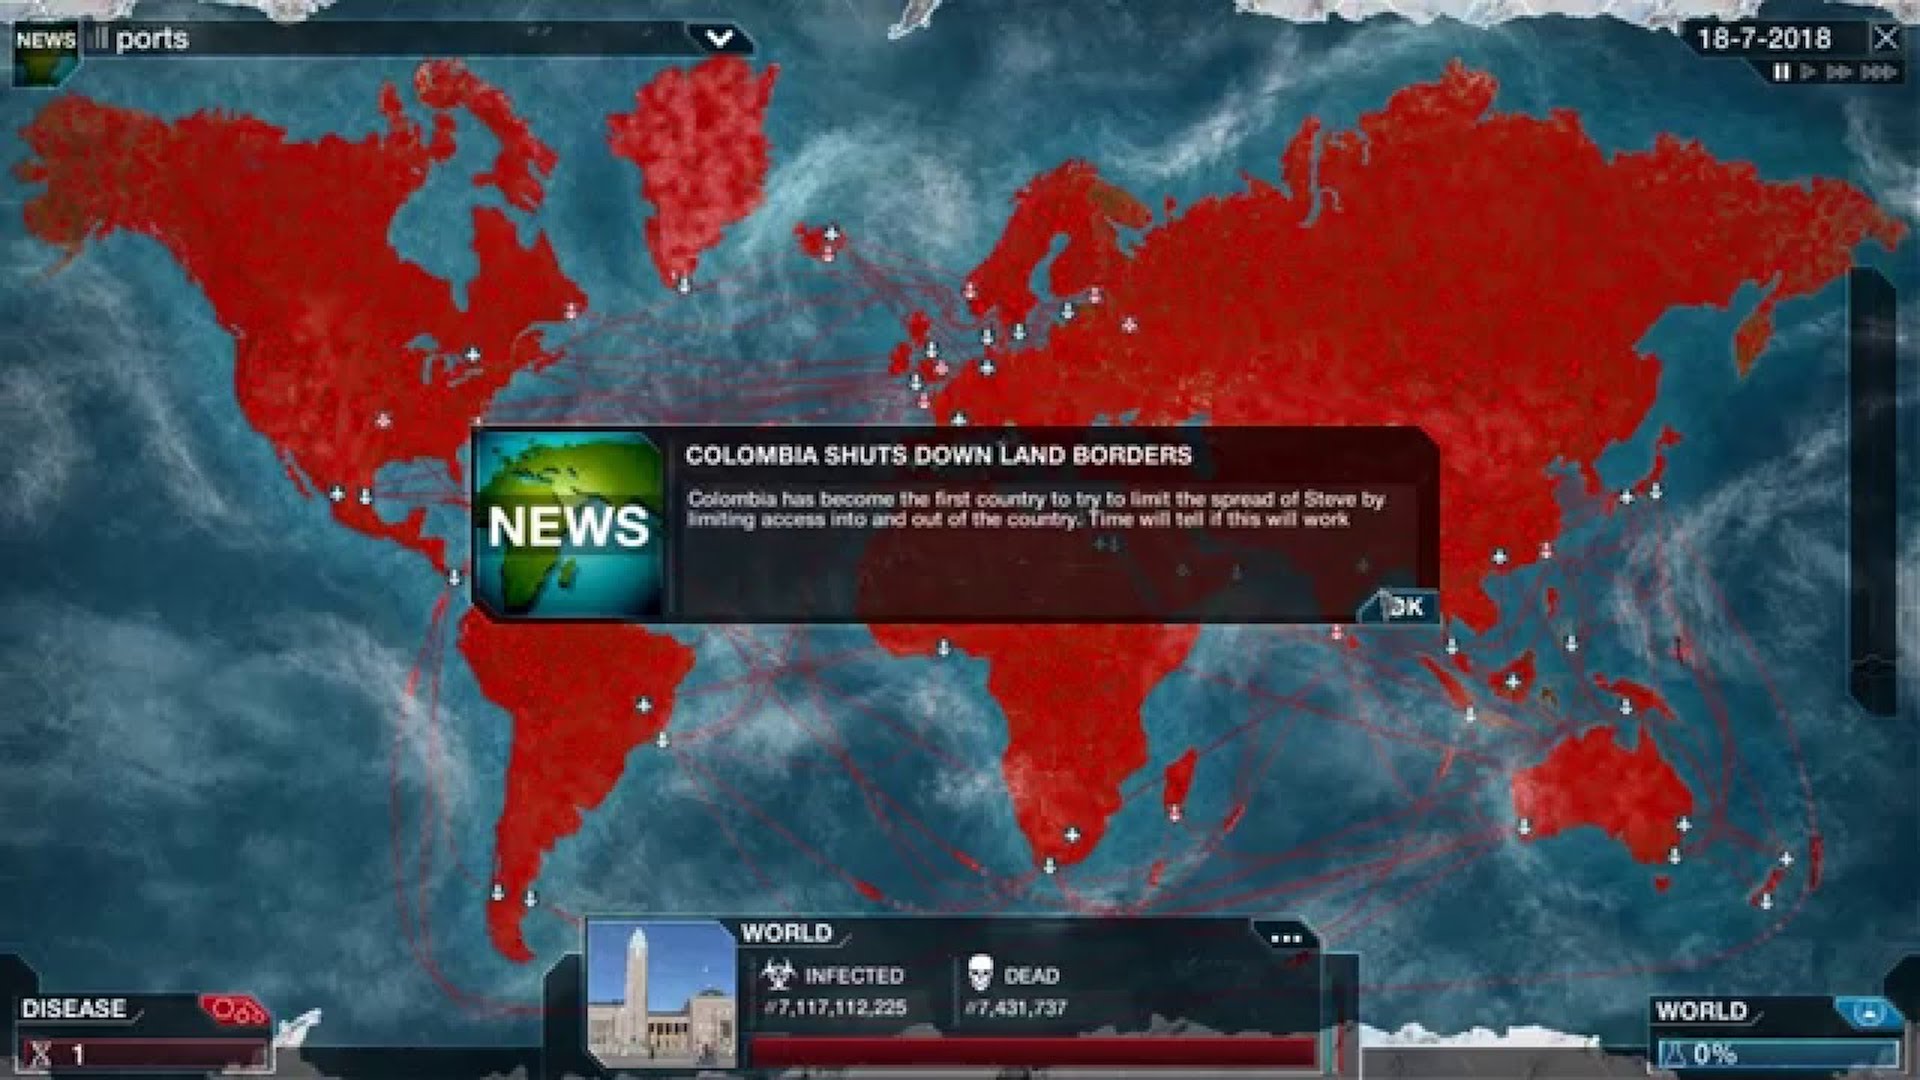 NEWS
ports
18-7-2018
COLOMBIA SHUTS DOWN LAND BORDERS
Colombia has become the first country to try to limit the spread of Steve by
limiting access into and out of the country. Time will tell if this will work
NEWS
OK
WORLD
INFECTED
DEAD
7,117,112,225
7,431,737
DISEASE
1
WORLD
0%